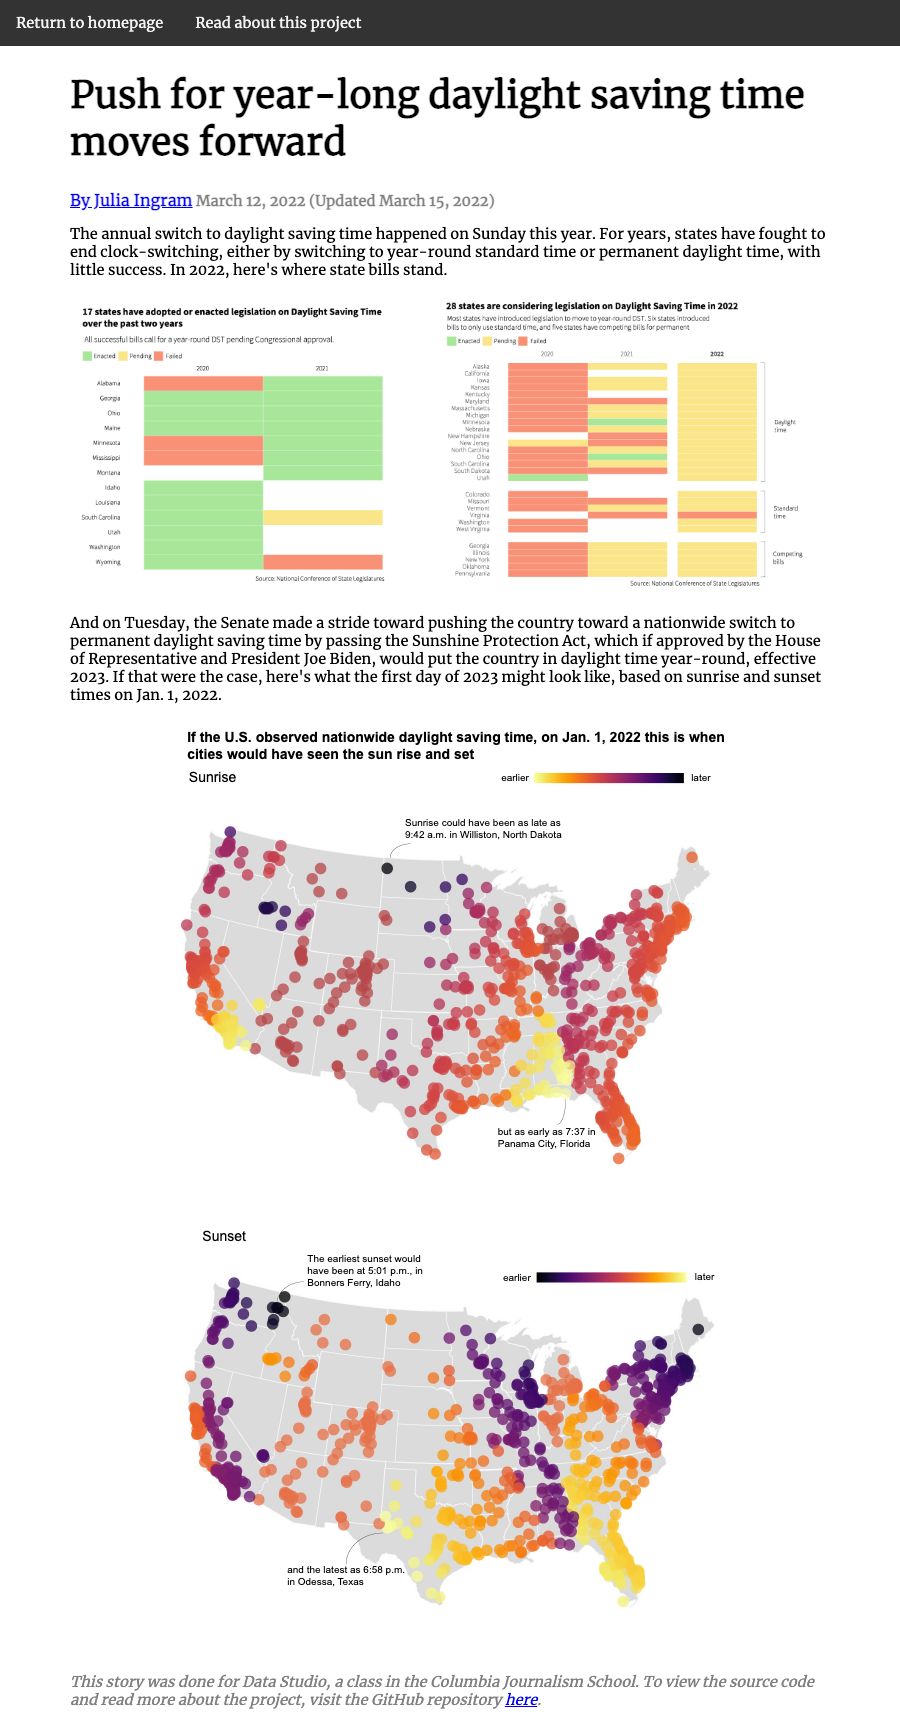 Return to homepage
Read about this project
Push for year-long daylight saving time
moves forward
By Julia Ingram March 12, 2022 (Updated March 15, 2022)
The annual switch to daylight saving time happened on Sunday this year. For years, states have fought to
end clock-switching, either by switching to year-round standard time or permanent daylight time, with
little success. In 2022, here's where state bills stand.
17 states have adopted or enacted legislation on Daylight Saving Time
over the past two years
All successful bills call for a year-round DST pending Congressional approval.
Enacted Pending Failed
2020 2021
Alabama
Georgia
Ohio
Maine
Minnesota
Mississippi
Montana
Idaho
Louisiana
South Carolina
Utah
Washington
Wyoming
Source: National Conference of State Legislatures
28 states are considering legislation on Daylight Saving Time in 2022
Most states have introduced legislation to move to year-round DST. Six states introduced
bills to only use standard time, and five states have competing bills for permanent
Enacted Pending Failed
2020 2021 2022
Alaska
California
Iowa
Kansas
Kentucky
Maryland
Massachusetts
Michigan
Minnesota
Nebraska
New Hampshire
New Jersey
North Carolina
Ohio
South Carolina
South Dakota
Utah
Daylight
time
Colorado
Missouri
Vermont
Virginia
Washington
West Virginia
Standard
time
Georgia
Illinois
New York
Oklahoma
Pennsylvania
Competing
bills
Source: National Conference of State Legislatures
And on Tuesday, the Senate made a stride toward pushing the country toward a nationwide switch to
permanent daylight saving time by passing the Sunshine Protection Act, which if approved by the House
of Representative and President Joe Biden, would put the country in daylight time year-round, effective
2023. If that were the case, here's what the first day of 2023 might look like, based on sunrise and sunset
times on Jan. 1, 2022.
If the U.S. observed nationwide daylight saving time, on Jan. 1, 2022 this is when
cities would have seen the sun rise and set
Sunrise
earlier later
Sunrise could have been as late as
9:42 a.m. in Williston, North Dakota
but as early as 7:37 in
Panama City, Florida
Sunset
The earliest sunset would
have been at 5:01 p.m., in
Bonners Ferry, Idaho
earlier later
and the latest as 6:58 p.m.
in Odessa, Texas
This story was done for Data Studio, a class in the Columbia Journalism School. To view the source code
and read more about the project, visit the GitHub repository here.